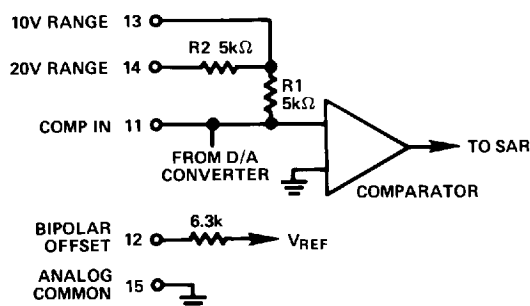 10V RANGE 13
R2 5kΩ
20V RANGE 14
R1
5kΩ
COMP IN 11
TO SAR
FROM D/A
CONVERTER
COMPARATOR
BIPOLAR
OFFSET 12
6.3k
VREF
ANALOG
COMMON 15